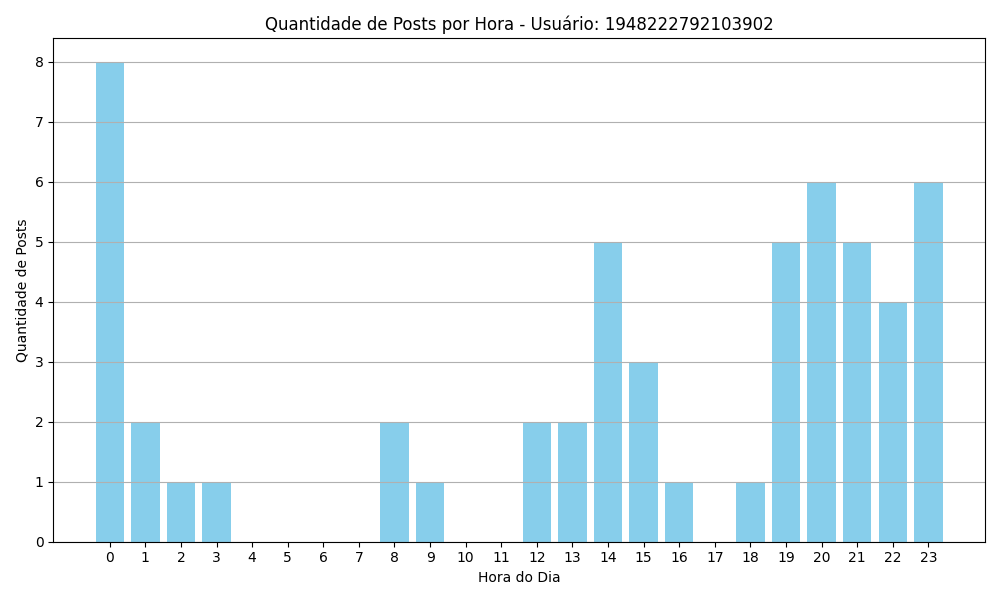 Quantidade de Posts por Hora - Usuário: 1948222792103902
Quantidade de Posts
8
7
6
5
4
3
2
1
0
0 1 2 3 4 5 6 7 8 9 10 11 12 13 14 15 16 17 18 19 20 21 22 23
Hora do Dia